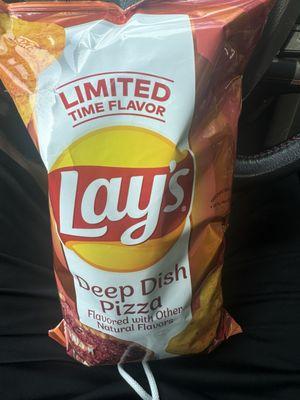 LIMITED
TIME FLAVOR
Lay's
Deep Dish
Pizza
Flavored with Other
Natural Flavors